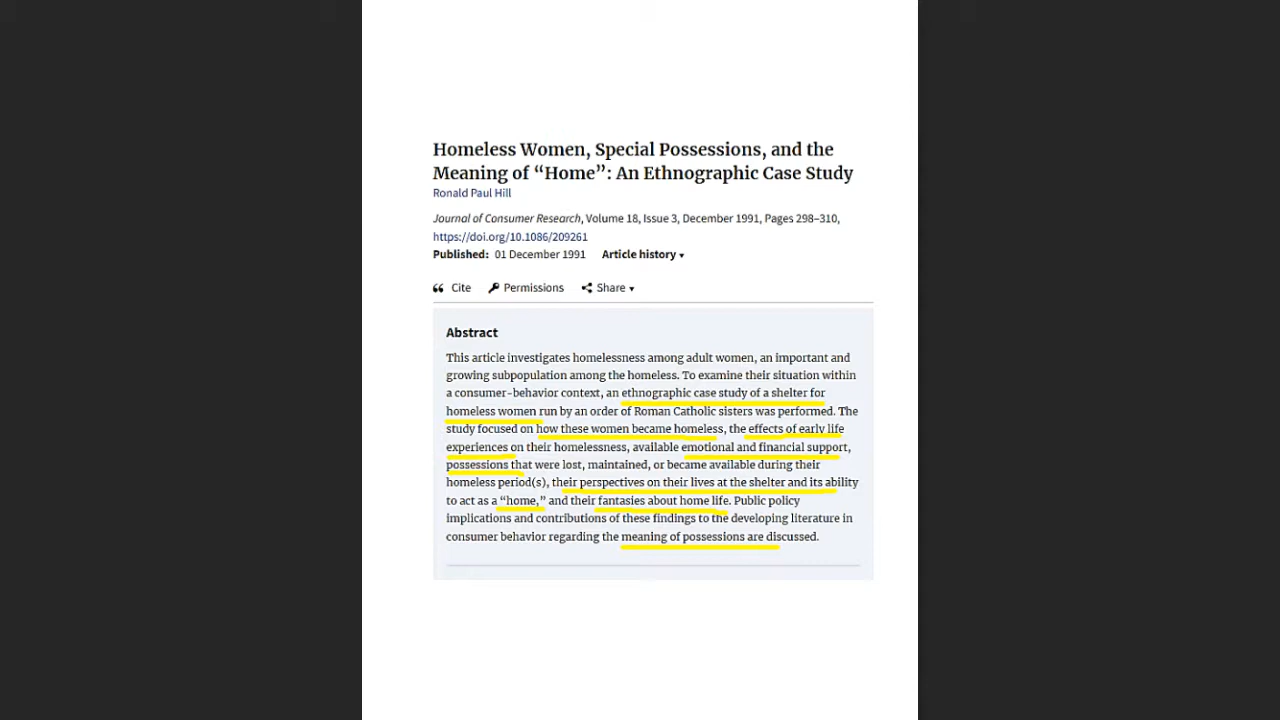 Homeless Women, Special Possessions, and the
Meaning of “Home”: An Ethnographic Case Study
Ronald Paul Hill
Journal of Consumer Research, Volume 18, Issue 3, December 1991, Pages 298–310,
https://doi.org/10.1086/209261
Published: 01 December 1991 Article history ▾
Cite Permissions Share ▾
Abstract
This article investigates homelessness among adult women, an important and
growing subpopulation among the homeless. To examine their situation within
a consumer-behavior context, an ethnographic case study of a shelter for
homeless women run by an order of Roman Catholic sisters was performed. The
study focused on how these women became homeless, the effects of early life
experiences on their homelessness, available emotional and financial support,
possessions that were lost, maintained, or became available during their
homeless period(s), their perspectives on their lives at the shelter and its ability
to act as a “home,” and their fantasies about home life. Public policy
implications and contributions of these findings to the developing literature in
consumer behavior regarding the meaning of possessions are discussed.